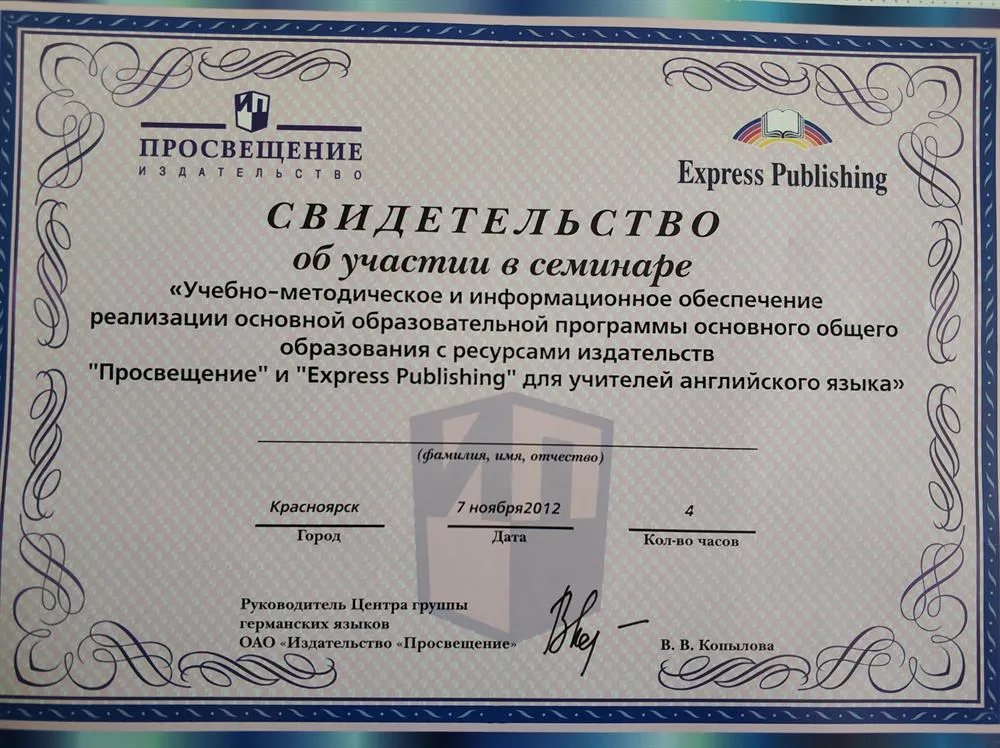 ИП
ПРОСВЕЩЕНИЕ
ИЗДАТЕЛЬСТВО
Express Publishing
СВИДЕТЕЛЬСТВО
об участии в семинаре
«Учебно-методическое и информационное обеспечение
реализации основной образовательной программы основного общего
образования с ресурсами издательств
"Просвещение" и "Express Publishing" для учителей английского языка»
(фамилия, имя, отчество)
Красноярск 7 ноября2012 4
Город Дата Кол-во часов
Руководитель Центра группы
германских языков
ОАО «Издательство «Просвещение»
В. В. Копылова